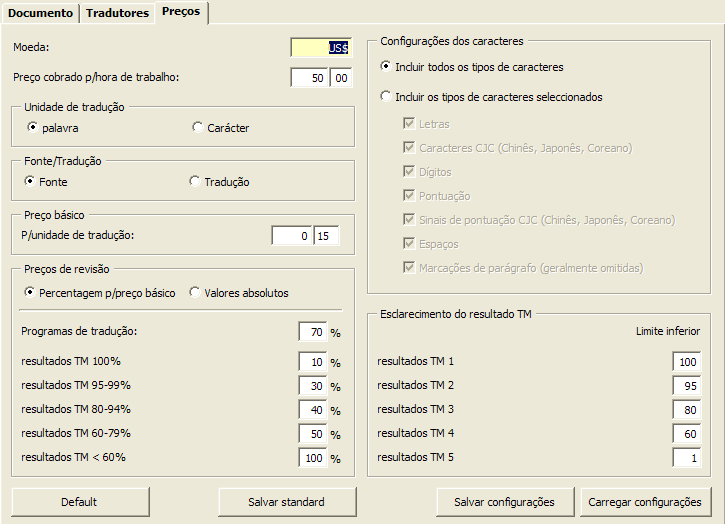 Documento
Tradutores
Preços
Moeda: US$
Preço cobrado p/hora de trabalho: 50 00
Unidade de tradução
palavra Carácter
Fonte/Tradução
Fonte Tradução
Preço básico
P/unidade de tradução: 0 15
Preços de revisão
Percentagem p/preço básico Valores absolutos
Programas de tradução: 70 %
resultados TM 100% 10 %
resultados TM 95-99% 30 %
resultados TM 80-94% 40 %
resultados TM 60-79% 50 %
resultados TM < 60% 100 %
Configurações dos caracteres
Incluir todos os tipos de caracteres
Incluir os tipos de caracteres seleccionados
Letras
Caracteres CJC (Chinês, Japonês, Coreano)
Dígitos
Pontuação
Sinais de pontuação CJC (Chinês, Japonês, Coreano)
Espaços
Marcações de parágrafo (geralmente omitidas)
Esclarecimento do resultado TM
Limite inferior
resultados TM 1 100
resultados TM 2 95
resultados TM 3 80
resultados TM 4 60
resultados TM 5 1
Default
Salvar standard
Salvar configurações
Carregar configurações